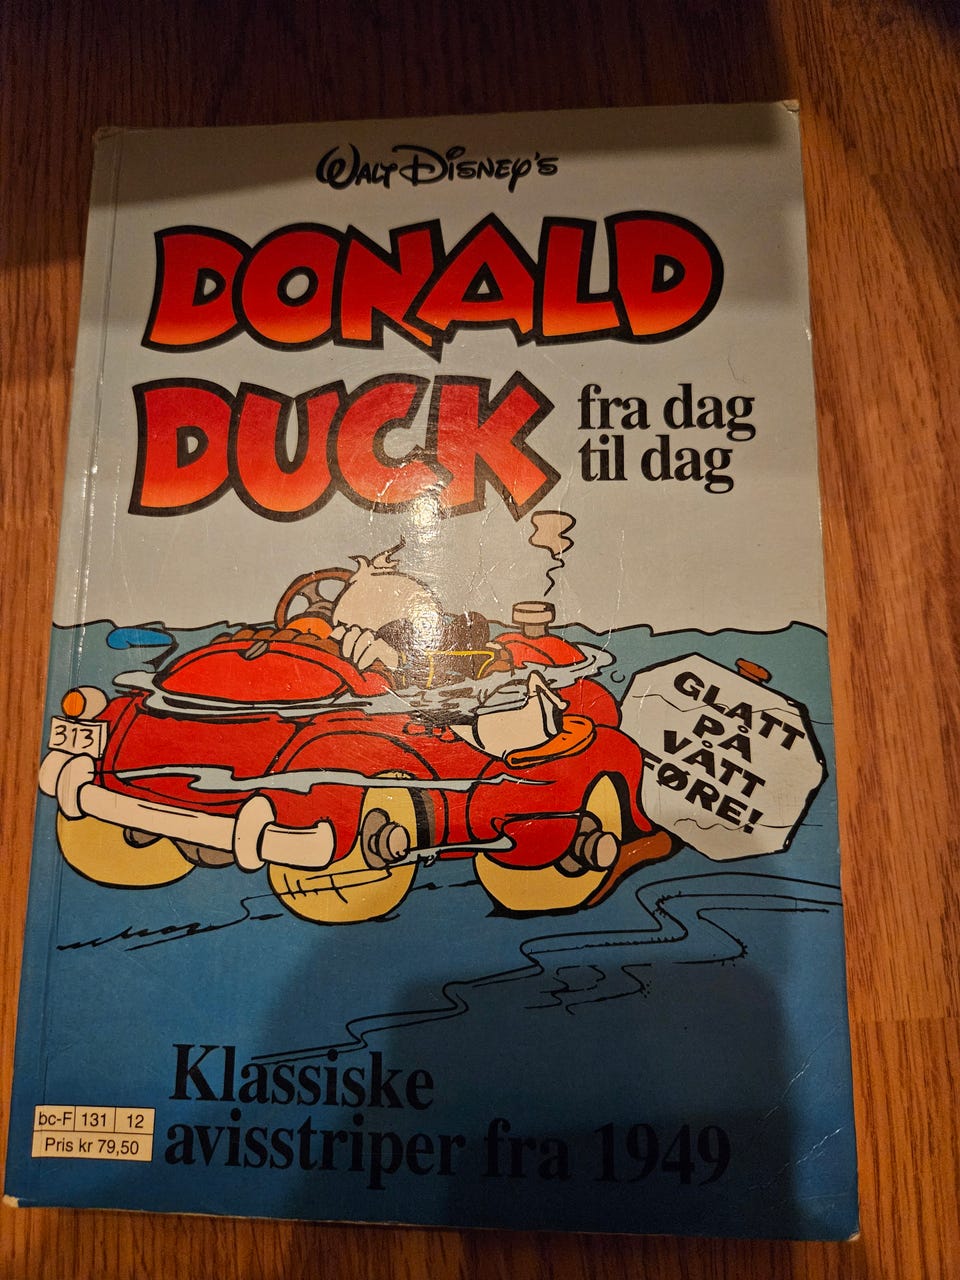 WALT DISNEY'S
DONALD
DUCK
fra dag
til dag
313
GLATT
PÅ
VÅTT
FØRE!
Klassiske
avisstriper fra 1949
bc-F 131 12
Pris kr 79,50